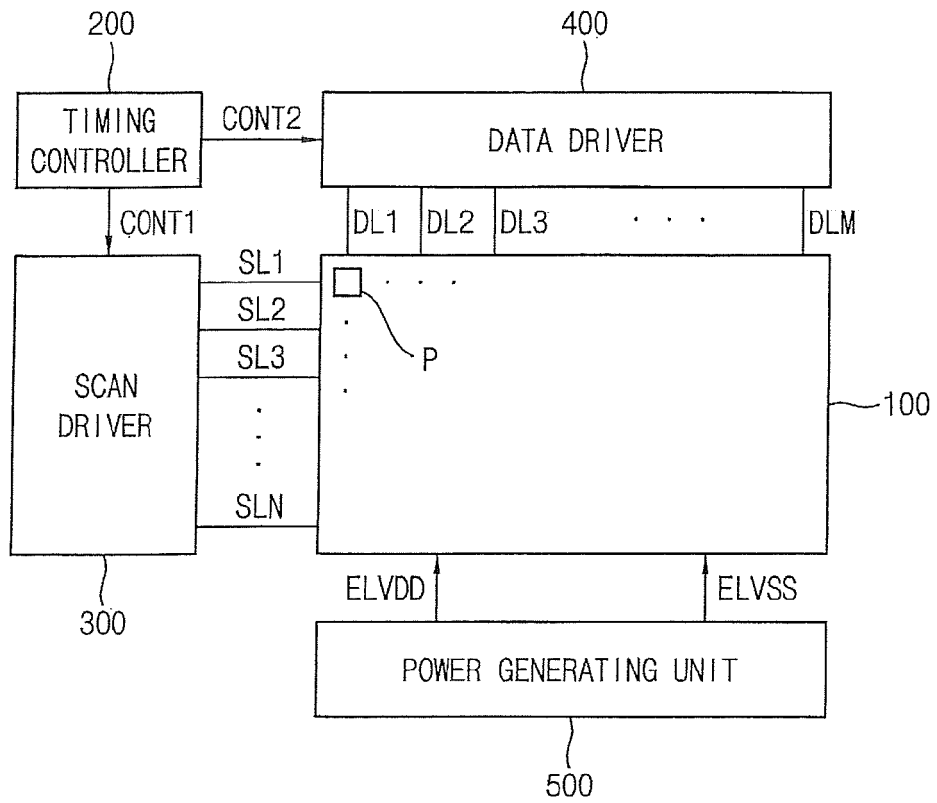 200
400
TIMING
CONTROLLER
CONT2
DATA DRIVER
CONT1
DL1
DL2
DL3
. . .
DLM
SL1
SL2
SL3
SLN
. . .
P
SCAN
DRIVER
100
300
ELVDD
ELVSS
POWER GENERATING UNIT
500